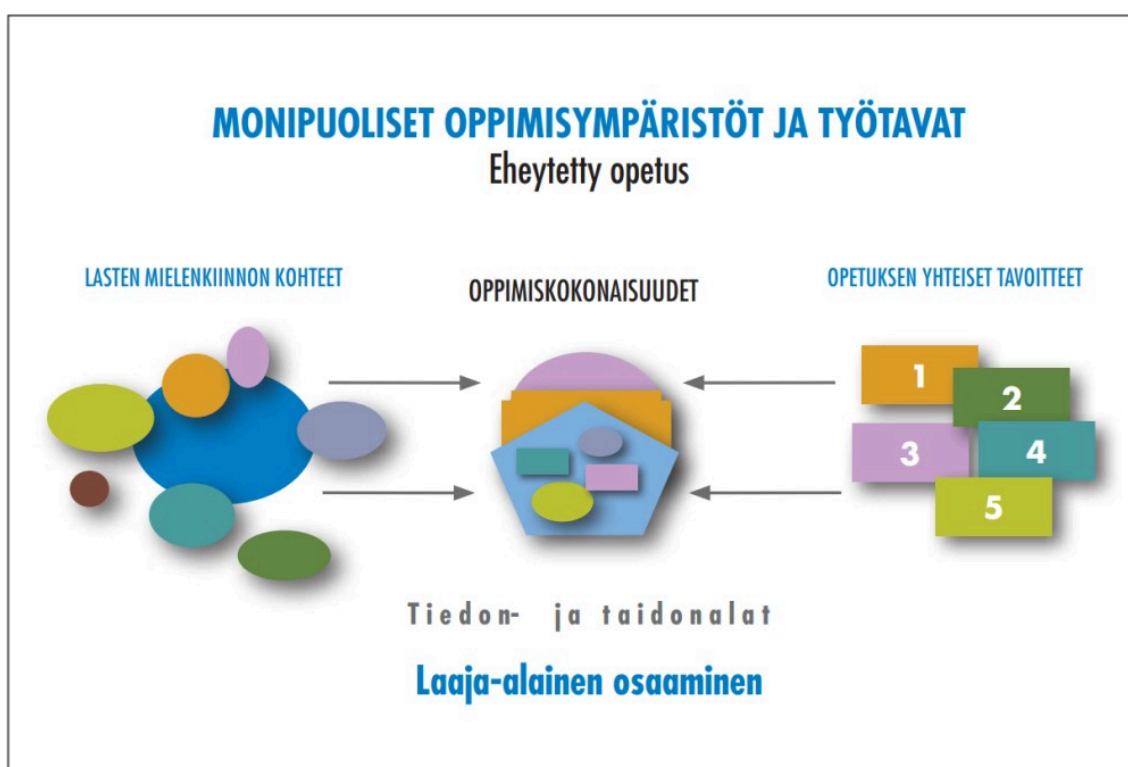 MONIPUOLISET OPPIMISYMPÄRISTÖT JA TYÖTAVAT
Eheytetty opetus
LASTEN MIELENKIINNON KOHTEET
OPPIMISKOKONAISUUDET
OPETUKSEN YHTEISET TAVOITTEET
1
2
3
4
5
Tiedon- ja taidonalat
Laaja-alainen osaaminen